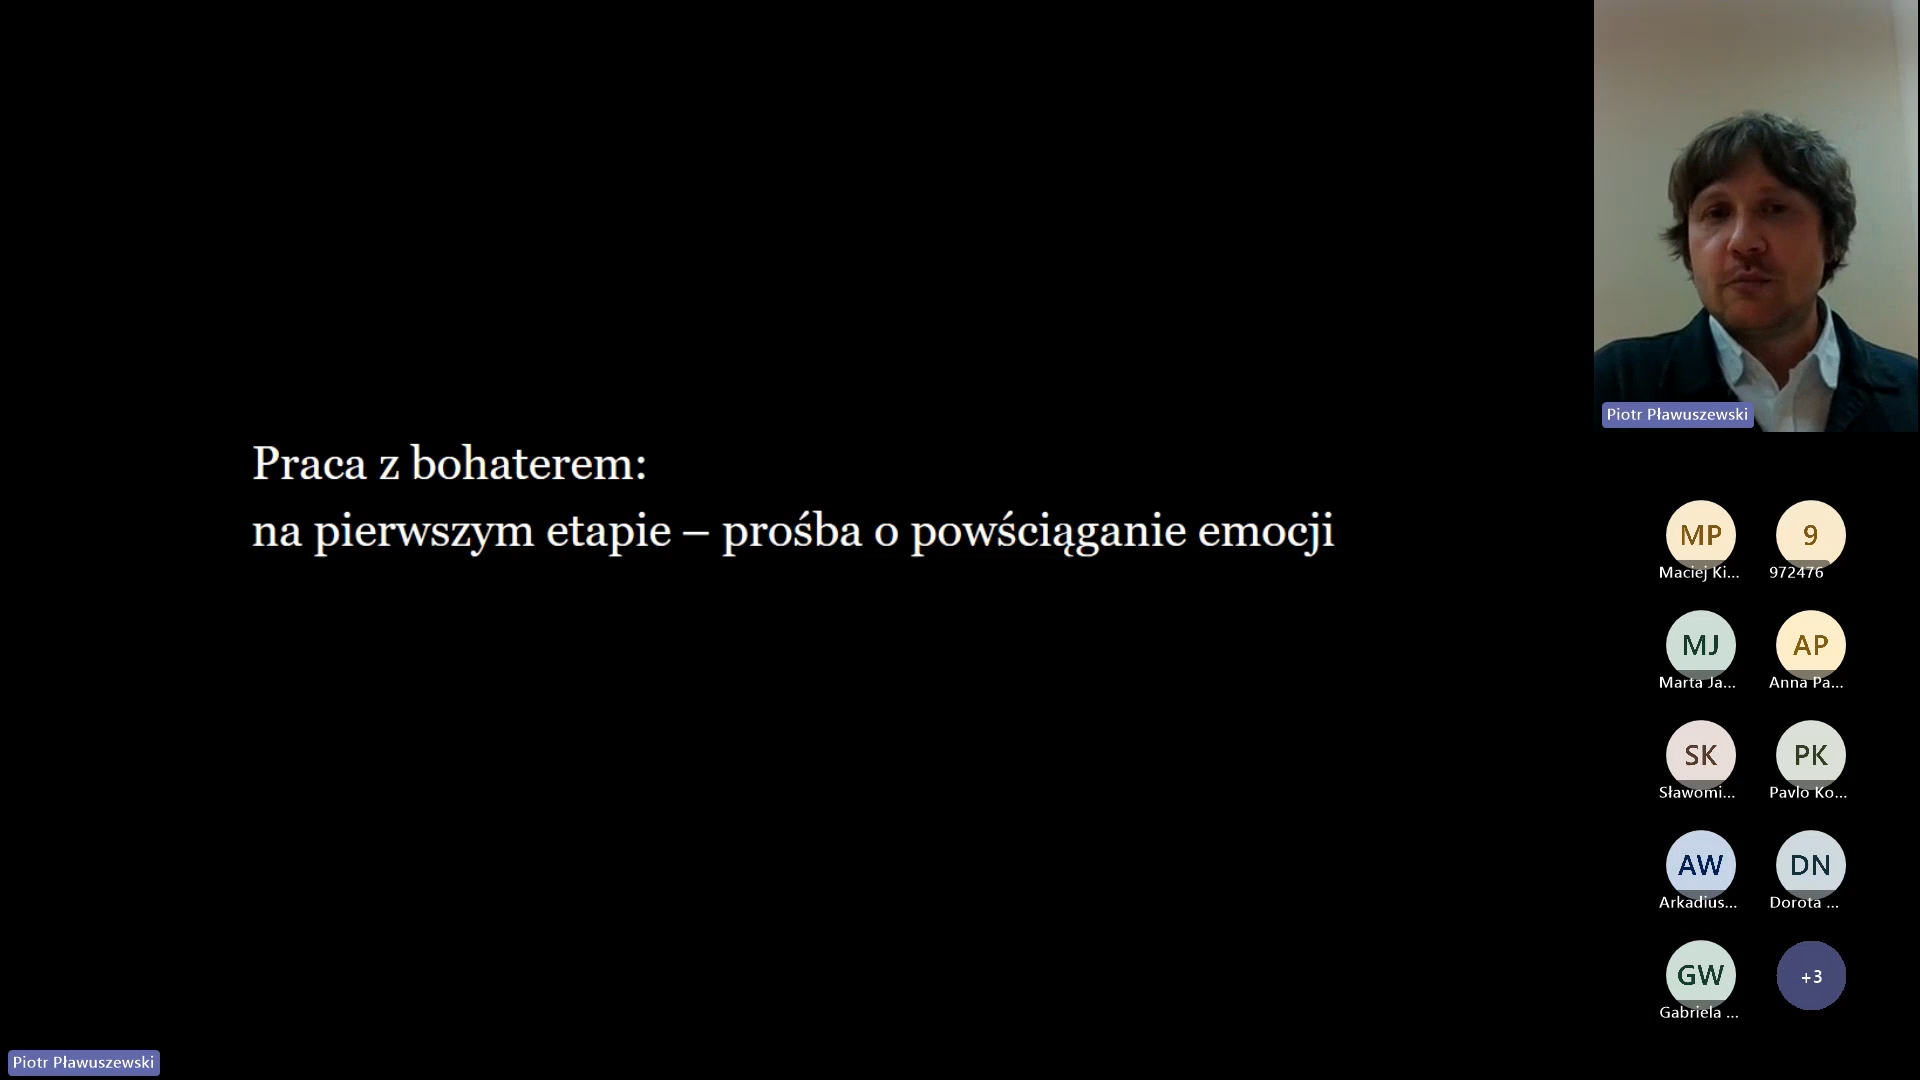 Praca z bohaterem:
na pierwszym etapie – prośba o powściąganie emocji
Piotr Pławuszewski
MP
Maciej Ki...
9
972476
MJ
Marta Ja...
AP
Anna Pa...
SK
Sławomi...
PK
Pavlo Ko...
AW
Arkadius...
DN
Dorota ...
GW
Gabriela ...
+3
Piotr Pławuszewski